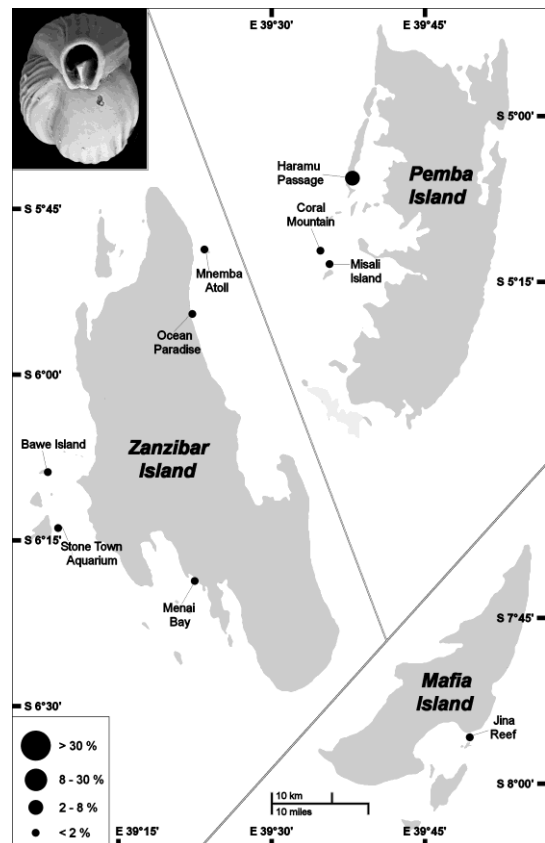 E 39°30'
E 39°45'
S 5°00'
Haramu
Passage
Pemba
Island
Coral
Mountain
Misali
Island
S 5°15'
S 5°45'
Mnemba
Atoll
Ocean
Paradise
S 6°00'
Zanzibar
Island
Bawe Island
S 6°15'
Stone Town
Aquarium
Menai
Bay
S 6°30'
S 7°45'
Mafia
Island
Jina
Reef
S 8°00'
> 30 %
8 - 30 %
2 - 8 %
< 2 %
10 km
10 miles
E 39°15'
E 39°30'
E 39°45'